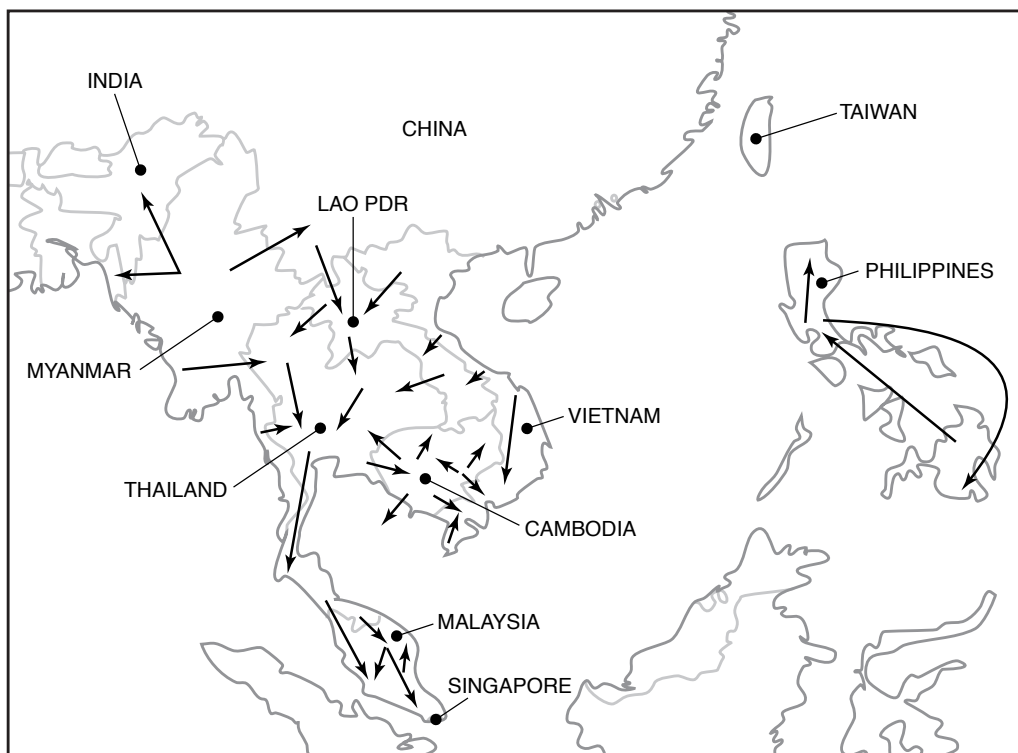 INDIA
CHINA
TAIWAN
LAO PDR
PHILIPPINES
MYANMAR
VIETNAM
THAILAND
CAMBODIA
MALAYSIA
SINGAPORE